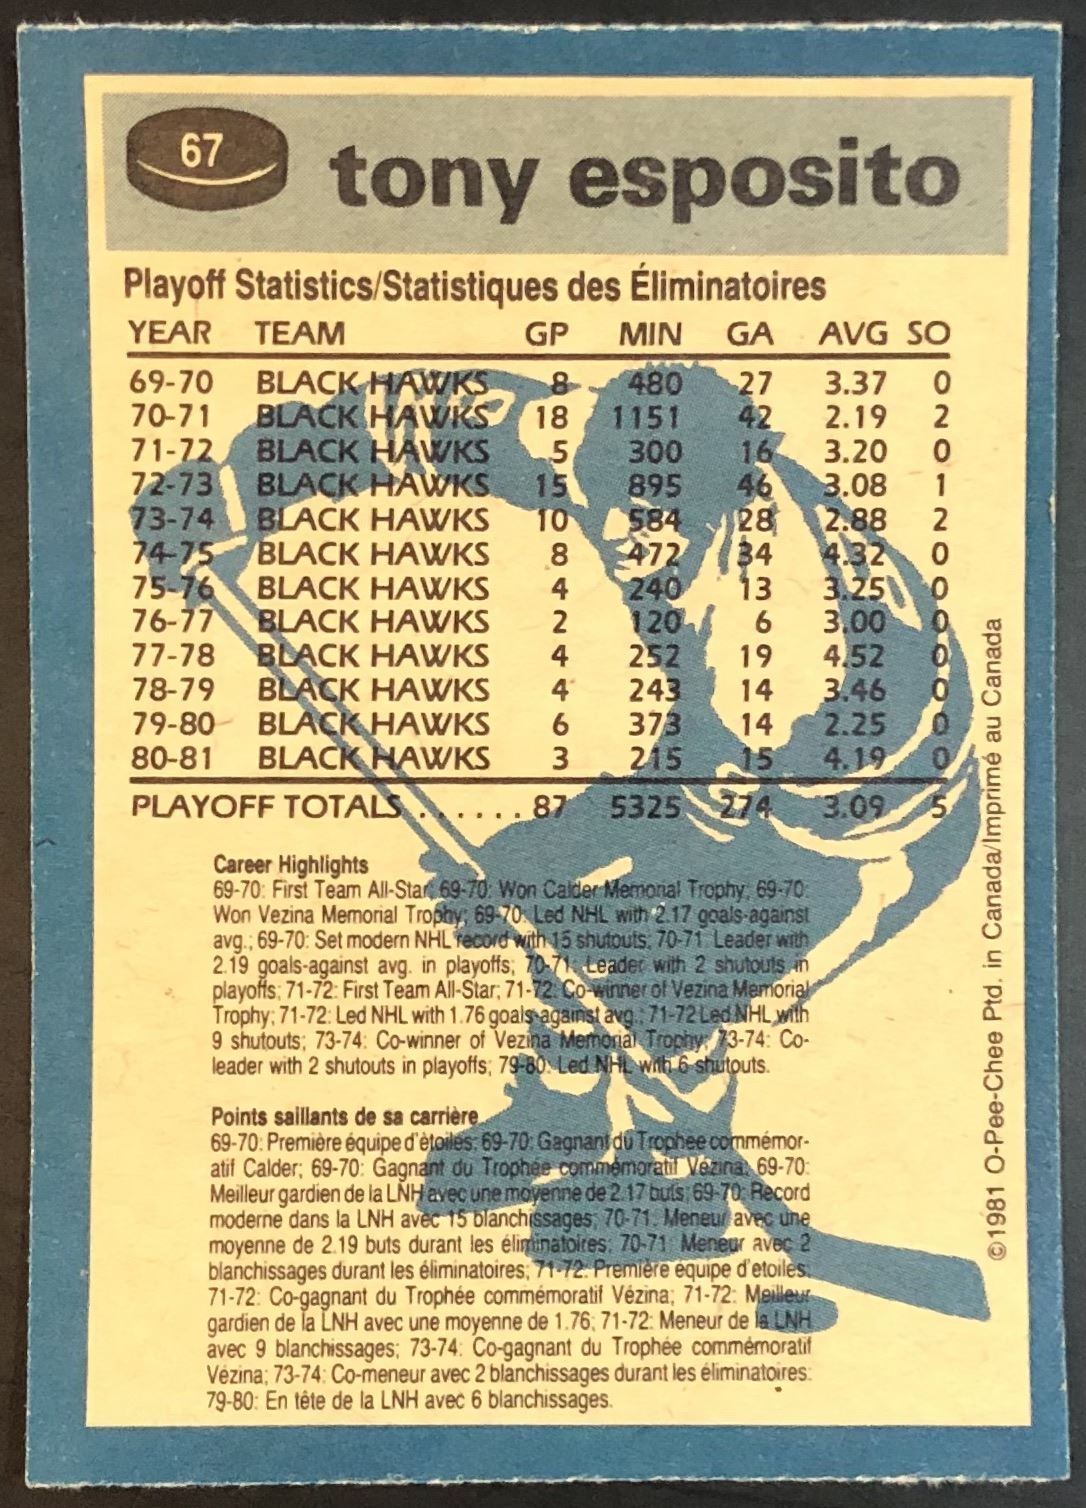 67
tony esposito
Playoff Statistics/Statistiques des Éliminatoires
YEAR TEAM GP MIN GA AVG SO
69-70 BLACK HAWKS 8 480 27 3.37 0
70-71 BLACK HAWKS 18 1151 42 2.19 2
71-72 BLACK HAWKS 5 300 16 3.20 0
72-73 BLACK HAWKS 15 895 46 3.08 1
73-74 BLACK HAWKS 10 584 28 2.88 2
74-75 BLACK HAWKS 8 472 34 4.32 0
75-76 BLACK HAWKS 4 240 13 3.25 0
76-77 BLACK HAWKS 2 120 6 3.00 0
77-78 BLACK HAWKS 4 252 19 4.52 0
78-79 BLACK HAWKS 4 243 14 3.46 0
79-80 BLACK HAWKS 6 373 14 2.25 0
80-81 BLACK HAWKS 3 215 15 4.19 0
PLAYOFF TOTALS ...... 87 5325 274 3.09 5
Career Highlights
69-70: First Team All-Star; 69-70: Won Calder Memorial Trophy; 69-70:
Won Vezina Memorial Trophy; 69-70: Led NHL with 2.17 goals-against
avg.; 69-70: Set modern NHL record with 15 shutouts; 70-71: Leader with
2.19 goals-against avg. in playoffs; 70-71: Leader with 2 shutouts in
playoffs; 71-72: First Team All-Star; 71-72: Co-winner of Vezina Memorial
Trophy; 71-72: Led NHL with 1.76 goals-against avg.; 71-72 Led NHL with
9 shutouts; 73-74: Co-winner of Vezina Memorial Trophy; 73-74: Co-
leader with 2 shutouts in playoffs; 79-80: Led NHL with 6 shutouts.
Points saillants de sa carrière
69-70: Première équipe d'ètoiles; 69-70: Gagnant du Trophée commémor-
atif Calder; 69-70: Gagnant du Trophée commémoratif Vézina; 69-70:
Meilleur gardien de la LNH avec une moyenne de 2.17 buts; 69-70: Record
moderne dans la LNH avec 15 blanchissages; 70-71: Meneur avec une
moyenne de 2.19 buts durant les éliminatoires; 70-71: Meneur avec 2
blanchissages durant les éliminatoires; 71-72: Première équipe d'etoiles;
71-72: Co-gagnant du Trophée commémoratif Vézina; 71-72: Meilleur
gardien de la LNH avec une moyenne de 1.76; 71-72: Meneur de la LNH
avec 9 blanchissages; 73-74: Co-gagnant du Trophée commémoratif
Vézina; 73-74: Co-meneur avec 2 blanchissages durant les éliminatoires:
79-80: En tête de la LNH avec 6 blanchissages.
©1981 O-Pee-Chee Ptd. in Canada/Imprimé au Canada